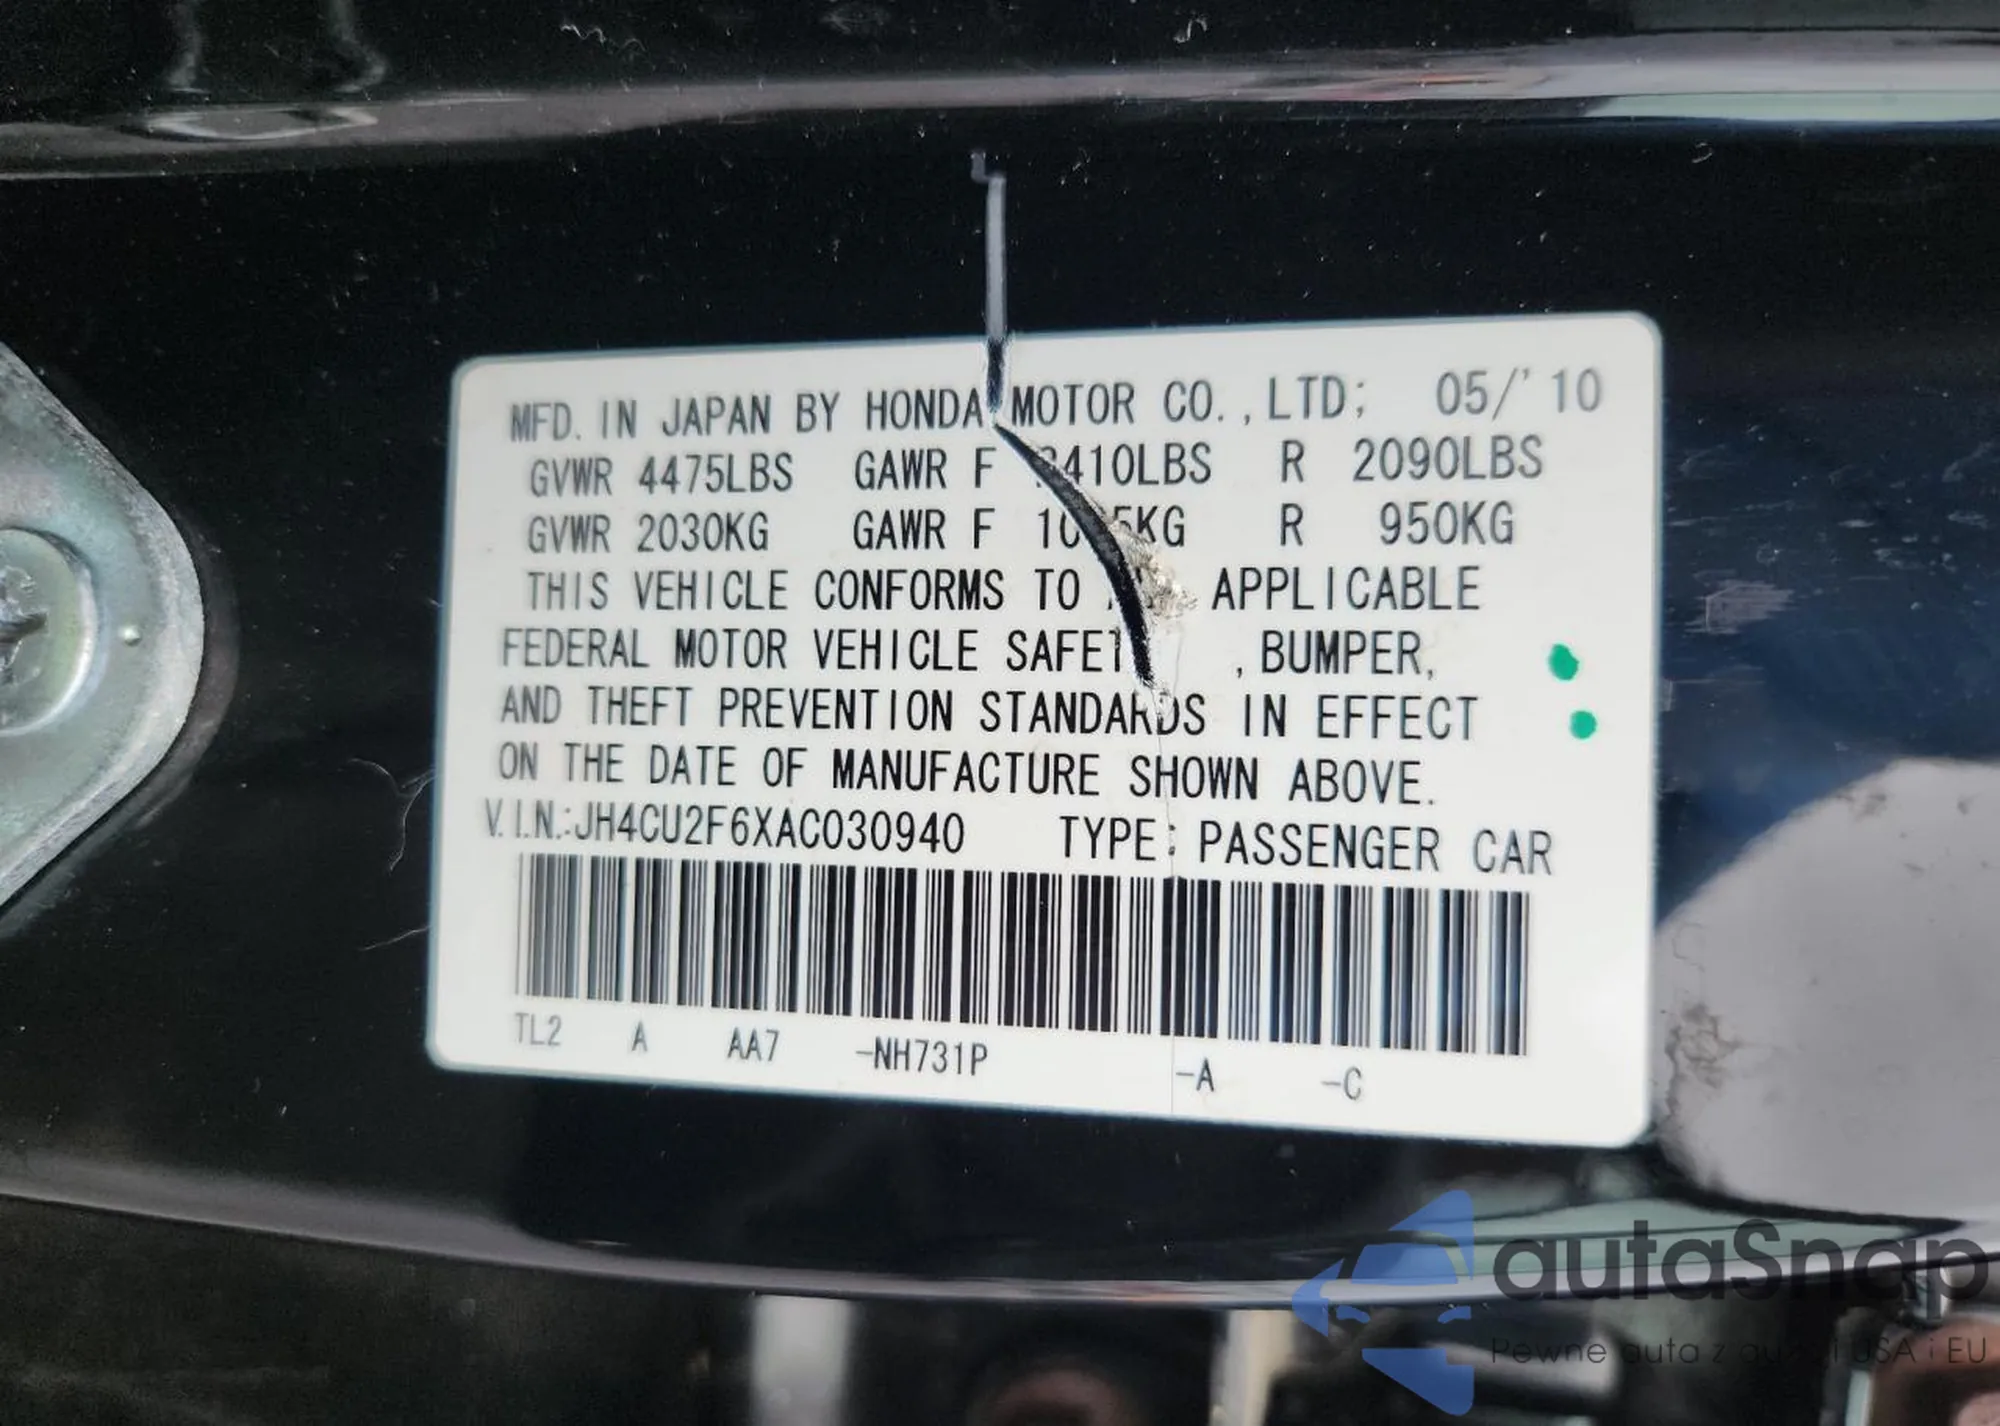 MFD. IN JAPAN BY HONDA MOTOR CO.,LTD; 05/'10
GVWR 4475LBS GAWR F R 2090LBS
GVWR 2030KG GAWR F R 950KG
THIS VEHICLE CONFORMS TO APPLICABLE
FEDERAL MOTOR VEHICLE , BUMPER,
AND THEFT PREVENTION STANDARDS IN EFFECT
ON THE DATE OF MANUFACTURE SHOWN ABOVE.
V.I.N.:JH4CU2F6XAC030940 TYPE: PASSENGER CAR
TL2 A AA7 -NH731P -A -C
autaSnap
Pewne auta z USA i EU